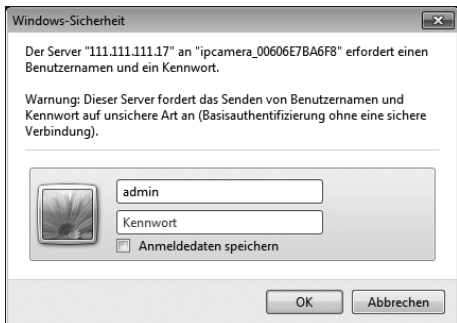 Windows-Sicherheit
Der Server "111.111.111.17" an "ipcamera_00606E7BA6F8" erfordert einen
Benutzernamen und ein Kennwort.
Warnung: Dieser Server fordert das Senden von Benutzernamen und
Kennwort auf unsichere Art an (Basisauthentifizierung ohne eine sichere
Verbindung).
admin
Kennwort
Anmeldedaten speichern
OK
Abbrechen